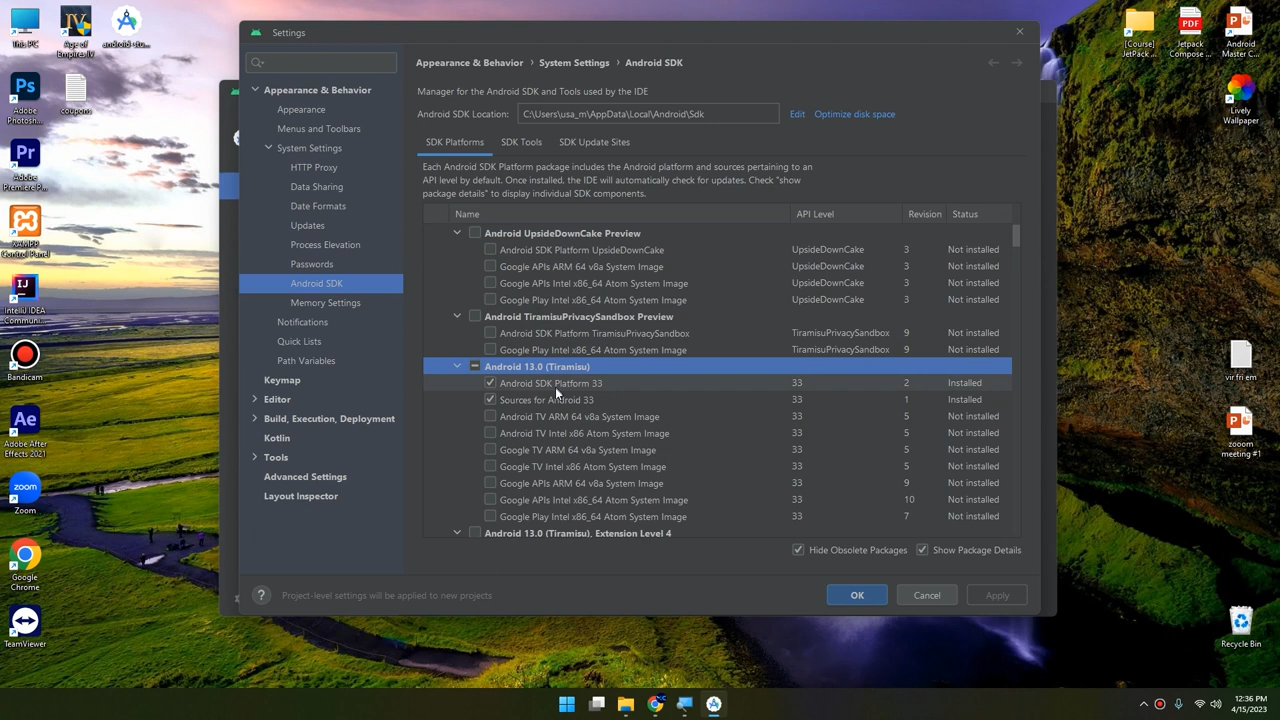 This PC
Age of
Empires IV
android-stu...
Adobe
Photosh...
coupons
Adobe
Premiere P...
XAMPP
Control Panel
IntelliJ IDEA
Communi...
Bandicam
Adobe After
Effects 2021
Zoom
Google
Chrome
TeamViewer
Settings
Appearance & Behavior
Appearance
Menus and Toolbars
System Settings
HTTP Proxy
Data Sharing
Date Formats
Updates
Process Elevation
Passwords
Android SDK
Memory Settings
Notifications
Quick Lists
Path Variables
Keymap
Editor
Build, Execution, Deployment
Kotlin
Tools
Advanced Settings
Layout Inspector
Appearance & Behavior › System Settings › Android SDK
Manager for the Android SDK and Tools used by the IDE
Android SDK Location: C:\Users\usa_m\AppData\Local\Android\Sdk Edit Optimize disk space
SDK Platforms SDK Tools SDK Update Sites
Each Android SDK Platform package includes the Android platform and sources pertaining to an
API level by default. Once installed, the IDE will automatically check for updates. Check "show
package details" to display individual SDK components.
Name API Level Revision Status
Android UpsideDownCake Preview
Android SDK Platform UpsideDownCake UpsideDownCake 3 Not installed
Google APIs ARM 64 v8a System Image UpsideDownCake 3 Not installed
Google APIs Intel x86_64 Atom System Image UpsideDownCake 3 Not installed
Google Play Intel x86_64 Atom System Image UpsideDownCake 3 Not installed
Android TiramisuPrivacySandbox Preview
Android SDK Platform TiramisuPrivacySandbox TiramisuPrivacySandbox 9 Not installed
Google Play Intel x86_64 Atom System Image TiramisuPrivacySandbox 9 Not installed
Android 13.0 (Tiramisu)
Android SDK Platform 33 33 2 Installed
Sources for Android 33 33 1 Installed
Android TV ARM 64 v8a System Image 33 5 Not installed
Android TV Intel x86 Atom System Image 33 5 Not installed
Google TV ARM 64 v8a System Image 33 5 Not installed
Google TV Intel x86 Atom System Image 33 5 Not installed
Google APIs ARM 64 v8a System Image 33 9 Not installed
Google APIs Intel x86_64 Atom System Image 33 10 Not installed
Google Play Intel x86_64 Atom System Image 33 7 Not installed
Android 13.0 (Tiramisu), Extension Level 4
Hide Obsolete Packages Show Package Details
? Project-level settings will be applied to new projects
OK Cancel Apply
[Course]
JetPack ...
PDF
Jetpack
Compose ...
Android
Master C...
Lively
Wallpaper
vir fri em
zooom
meeting #1
Recycle Bin
12:36 PM
4/15/2023